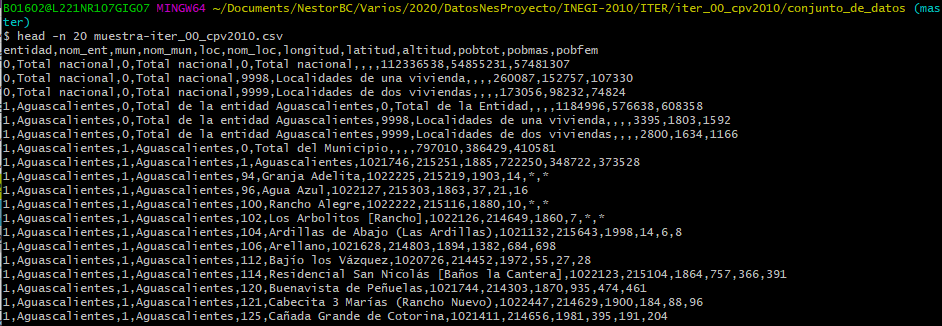 B01602@L221NR107GIGO7 MINGW64 ~/Documents/NestorBC/Varios/2020/DatosNesProyecto/INEGI-2010/ITER/iter_00_cpv2010/conjunto_de_datos (mas
ter)
$ head -n 20 muestra-iter_00_cpv2010.csv
entidad,nom_ent,mun,nom_mun,loc,nom_loc,longitud,latitud,altitud,pobtot,pobmas,pobfem
0,Total nacional,0,Total nacional,0,Total nacional,,,,112336538,54855231,57481307
0,Total nacional,0,Total nacional,9998,Localidades de una vivienda,,,,260087,152757,107330
0,Total nacional,0,Total nacional,9999,Localidades de dos viviendas,,,,173056,98232,74824
1,Aguascalientes,0,Total de la entidad Aguascalientes,0,Total de la Entidad,,,,1184996,576638,608358
1,Aguascalientes,0,Total de la entidad Aguascalientes,9998,Localidades de una vivienda,,,,3395,1803,1592
1,Aguascalientes,0,Total de la entidad Aguascalientes,9999,Localidades de dos viviendas,,,,2800,1634,1166
1,Aguascalientes,1,Aguascalientes,0,Total del Municipio,,,,797010,386429,410581
1,Aguascalientes,1,Aguascalientes,1,Aguascalientes,1021746,215251,1885,722250,348722,373528
1,Aguascalientes,1,Aguascalientes,94,Granja Adelita,1022225,215219,1903,14,*,*
1,Aguascalientes,1,Aguascalientes,96,Agua Azul,1022127,215303,1863,37,21,16
1,Aguascalientes,1,Aguascalientes,100,Rancho Alegre,1022222,215116,1880,10,*,*
1,Aguascalientes,1,Aguascalientes,102,Los Arbolitos [Rancho],1022126,214649,1860,7,*,*
1,Aguascalientes,1,Aguascalientes,104,Ardillas de Abajo (Las Ardillas),1021132,215643,1998,14,6,8
1,Aguascalientes,1,Aguascalientes,106,Arellano,1021628,214803,1894,1382,684,698
1,Aguascalientes,1,Aguascalientes,112,Bajío los Vázquez,1020726,214452,1972,55,27,28
1,Aguascalientes,1,Aguascalientes,114,Residencial San Nicolás [Baños la Cantera],1022123,215104,1864,757,366,391
1,Aguascalientes,1,Aguascalientes,120,Buenavista de Peñuelas,1021744,214303,1870,935,474,461
1,Aguascalientes,1,Aguascalientes,121,Cabecita 3 Marías (Rancho Nuevo),1022447,214629,1900,184,88,96
1,Aguascalientes,1,Aguascalientes,125,Cañada Grande de Cotorina,1021411,214656,1981,395,191,204